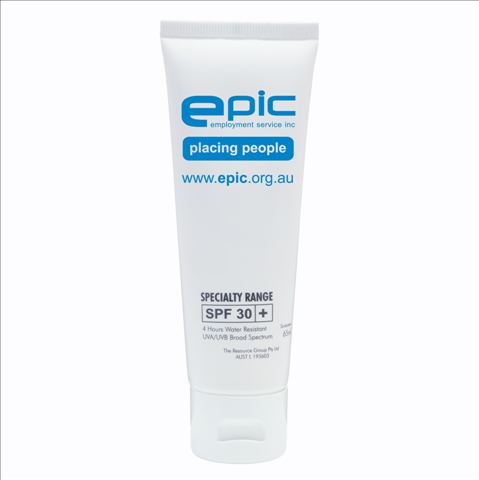 epic
employment service inc
placing people
www.epic.org.au
SPECIALTY RANGE
SPF 30 +
4 Hours Water Resistant
UVA/UVB Broad Spectrum
The Resource Group Pty Ltd
AUST L 195603